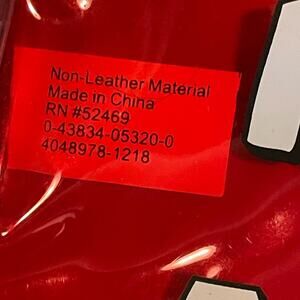 Non-Leather Material
Made in China
RN #52469
0-43834-05320-0
4048978-1218